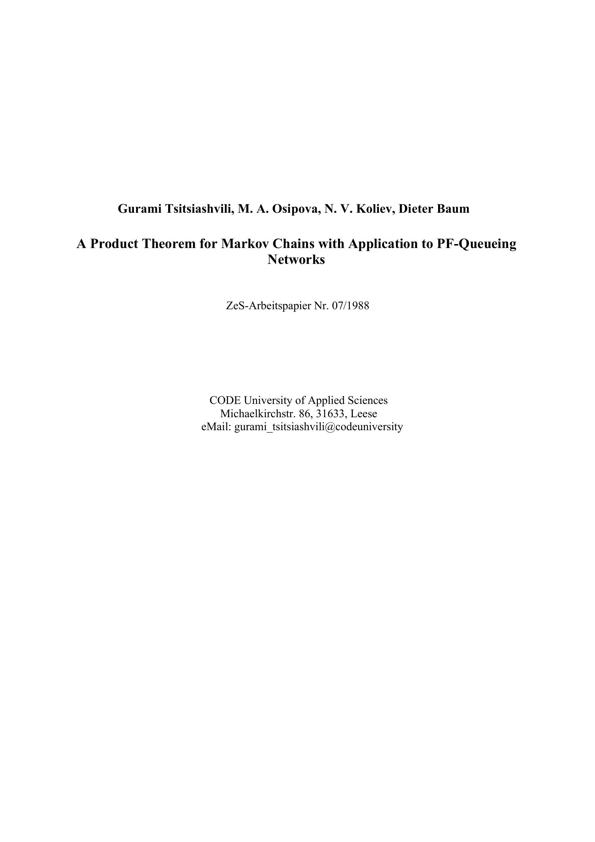 Gurami Tsitsiashvili, M. A. Osipova, N. V. Koliev, Dieter Baum
A Product Theorem for Markov Chains with Application to PF-Queueing
Networks
ZeS-Arbeitspapier Nr. 07/1988
CODE University of Applied Sciences
Michaelkirchstr. 86, 31633, Leese
eMail: gurami_tsitsiashvili@codeuniversity